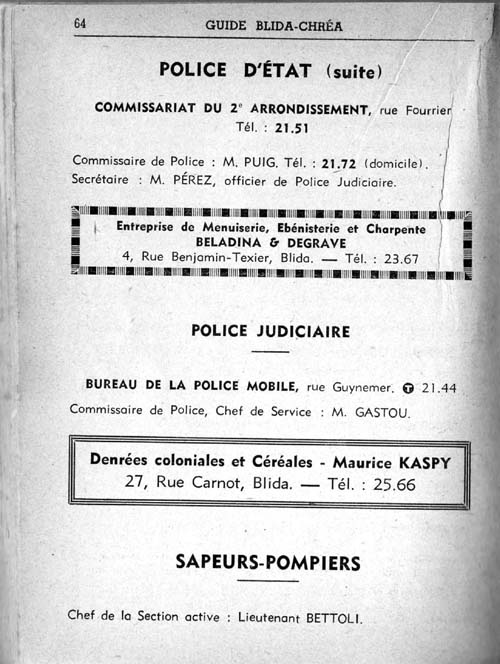 64 GUIDE BLIDA-CHRÉA
POLICE D'ÉTAT (suite)
COMMISSARIAT DU 2e ARRONDISSEMENT, rue Fourrier
Tél. : 21.51
Commissaire de Police : M. PUIG. Tél. : 21.72 (domicile).
Secrétaire : M. PÉREZ, officier de Police Judiciaire.
Entreprise de Menuiserie, Ebénisterie et Charpente
BELADINA & DEGRAVE
4, Rue Benjamin-Texier, Blida. — Tél. : 23.67
POLICE JUDICIAIRE
BUREAU DE LA POLICE MOBILE, rue Guynemer. T 21.44
Commissaire de Police, Chef de Service : M. GASTOU.
Denrées coloniales et Céréales - Maurice KASPY
27, Rue Carnot, Blida. — Tél. : 25.66
SAPEURS-POMPIERS
Chef de la Section active : Lieutenant BETTOLI.